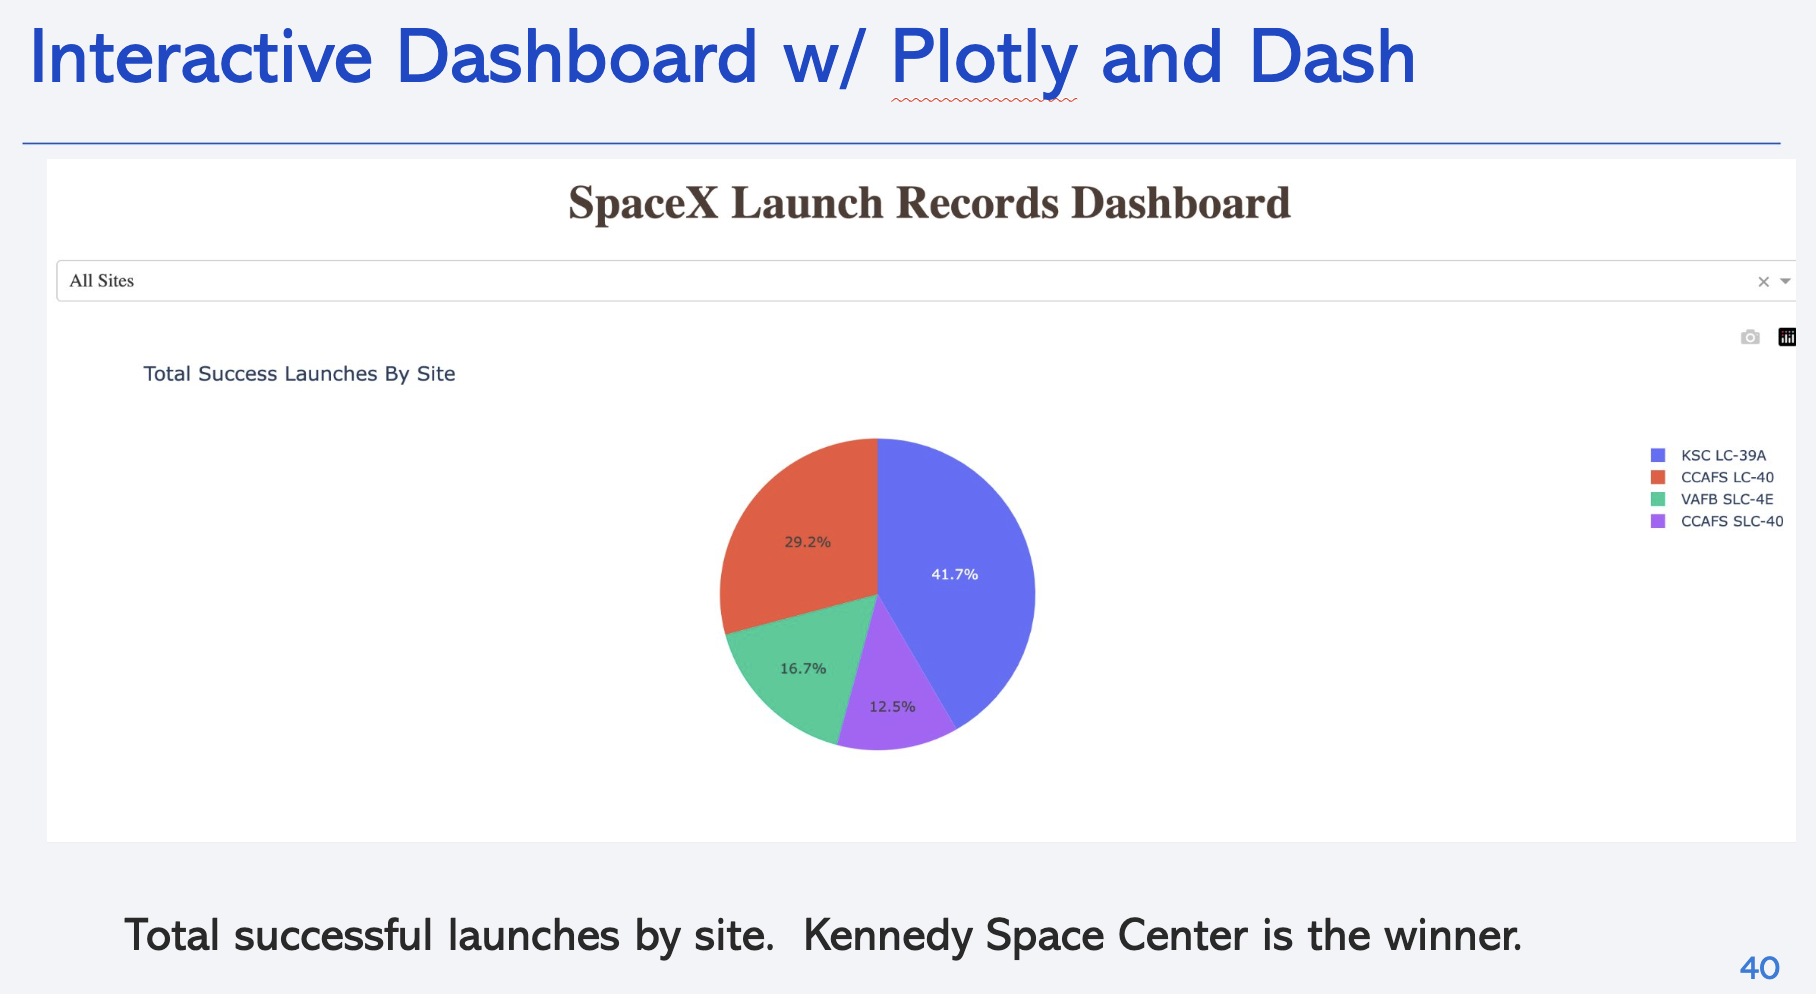 Interactive Dashboard w/ Plotly and Dash
SpaceX Launch Records Dashboard
All Sites
Total Success Launches By Site
KSC LC-39A
CCAFS LC-40
VAFB SLC-4E
CCAFS SLC-40
29.2%
41.7%
16.7%
12.5%
Total successful launches by site.  Kennedy Space Center is the winner.
40